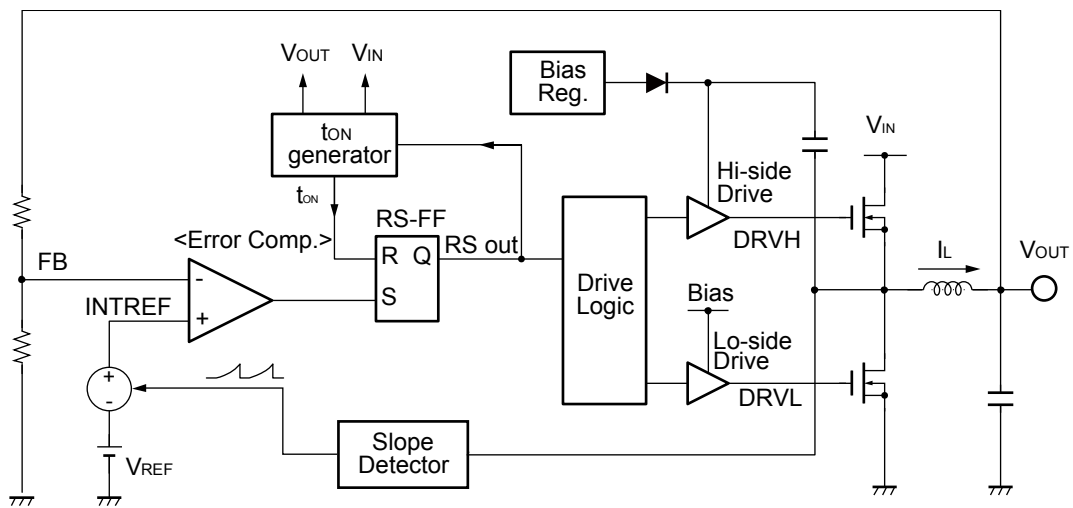 VOUT
VIN
Bias
Reg.
tON
generator
VIN
Hi-side
Drive
tON
RS-FF
<Error Comp.>
RS out
DRVH
R Q
S
FB
-
+
INTREF
Drive
Logic
IL
VOUT
Bias
Lo-side
Drive
DRVL
+
-
Slope
Detector
VREF